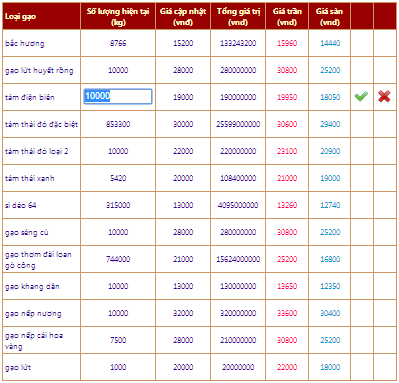 Loại gạo Số lượng hiện tại (kg) Giá cập nhật (vnđ) Tổng giá trị (vnđ) Giá trần (vnđ) Giá sàn (vnđ)
bắc hương 8766 15200 133243200 15960 14440
gạo lứt huyết rồng 10000 28000 280000000 30800 25200
tám điện biên 10000 19000 190000000 19950 18050
tám thái đỏ đặc biệt 853300 30000 25599000000 30600 29400
tám thái đỏ loại 2 10000 22000 220000000 23100 20900
tám thái xanh 5420 20000 108400000 21000 19000
si dẻo 64 315000 13000 4095000000 13260 12740
gạo séng cù 10000 28000 280000000 30800 25200
gạo thơm đài loan gò công 744000 21000 15624000000 25200 16800
gạo khang dân 10000 13000 130000000 13650 12350
gạo nếp nương 10000 32000 320000000 33600 30400
gạo nếp cái hoa vàng 7500 28000 210000000 30800 25200
gạo lứt 1000 20000 20000000 22000 18000